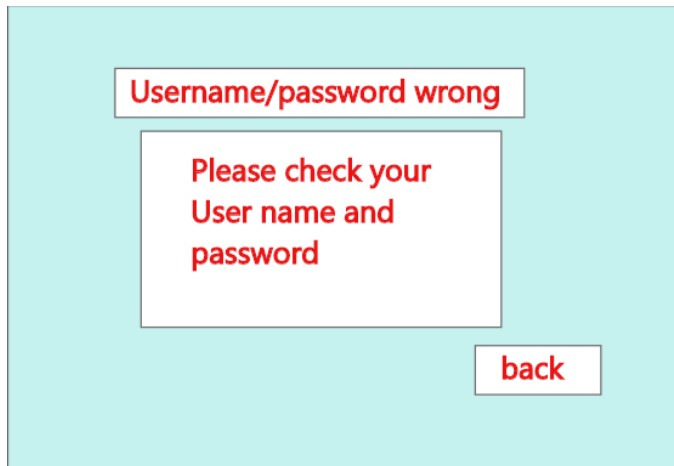 Username/password wrong
Please check your
User name and
password
back